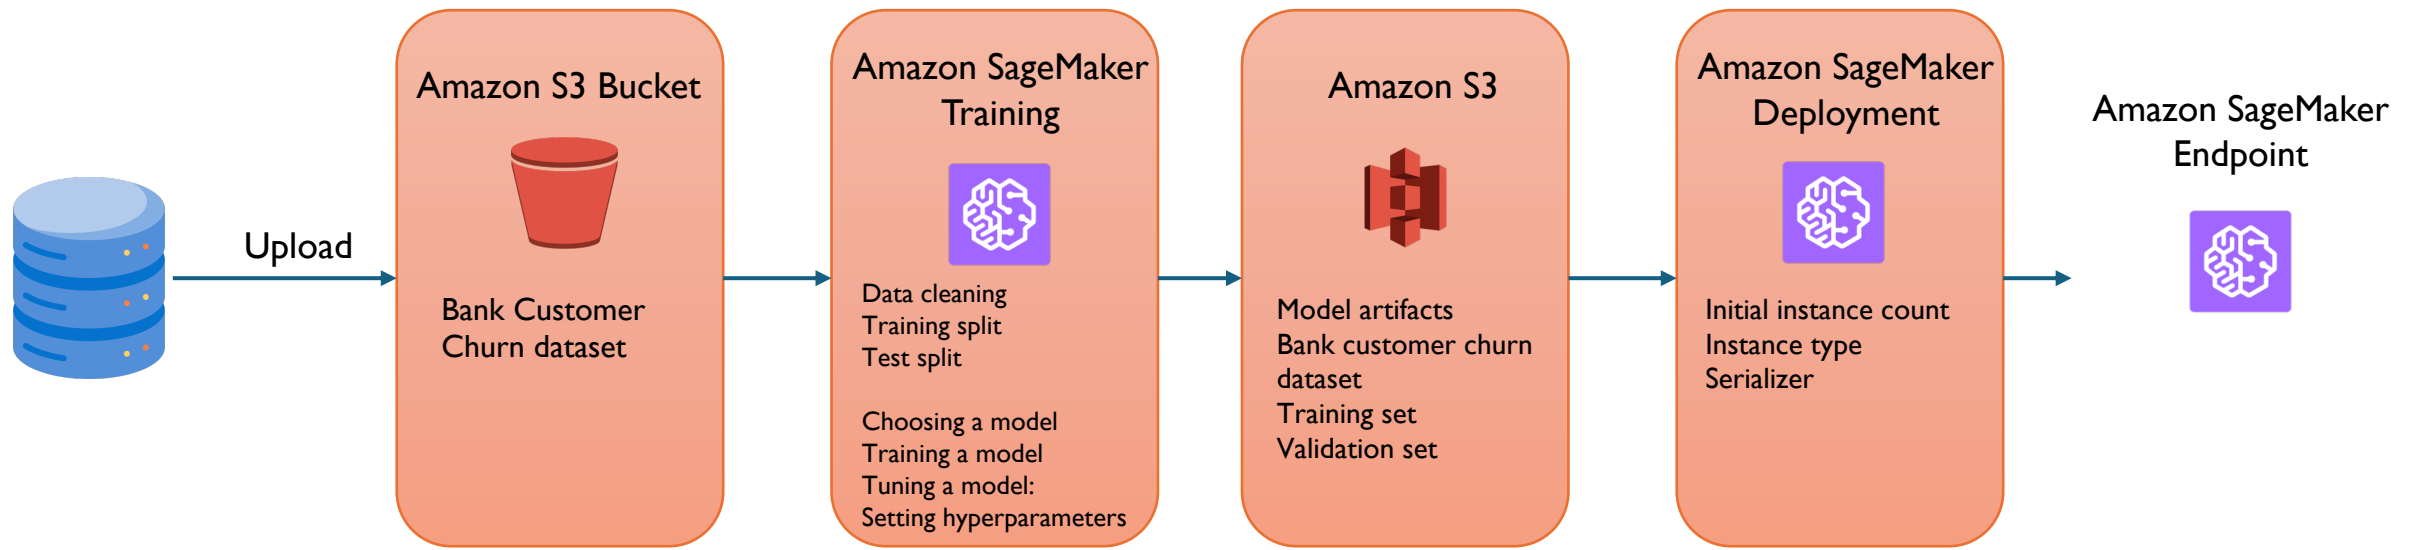 Upload
Amazon S3 Bucket
Bank Customer
Churn dataset
Amazon SageMaker
Training
Data cleaning
Training split
Test split
Choosing a model
Training a model
Tuning a model:
Setting hyperparameters
Amazon S3
Model artifacts
Bank customer churn
dataset
Training set
Validation set
Amazon SageMaker
Deployment
Initial instance count
Instance type
Serializer
Amazon SageMaker
Endpoint